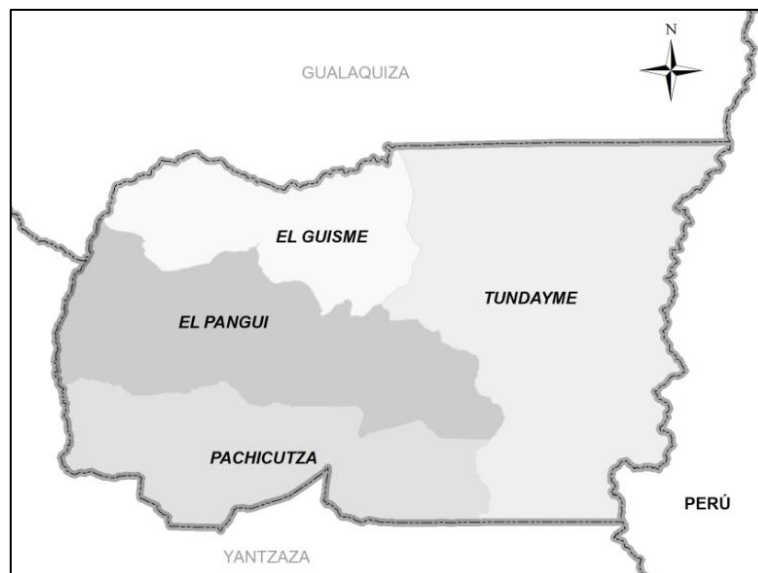 N
GUALAQUIZA
EL GUISME
TUNDAYME
EL PANGUI
PACHICUTZA
PERÚ
YANTZAZA